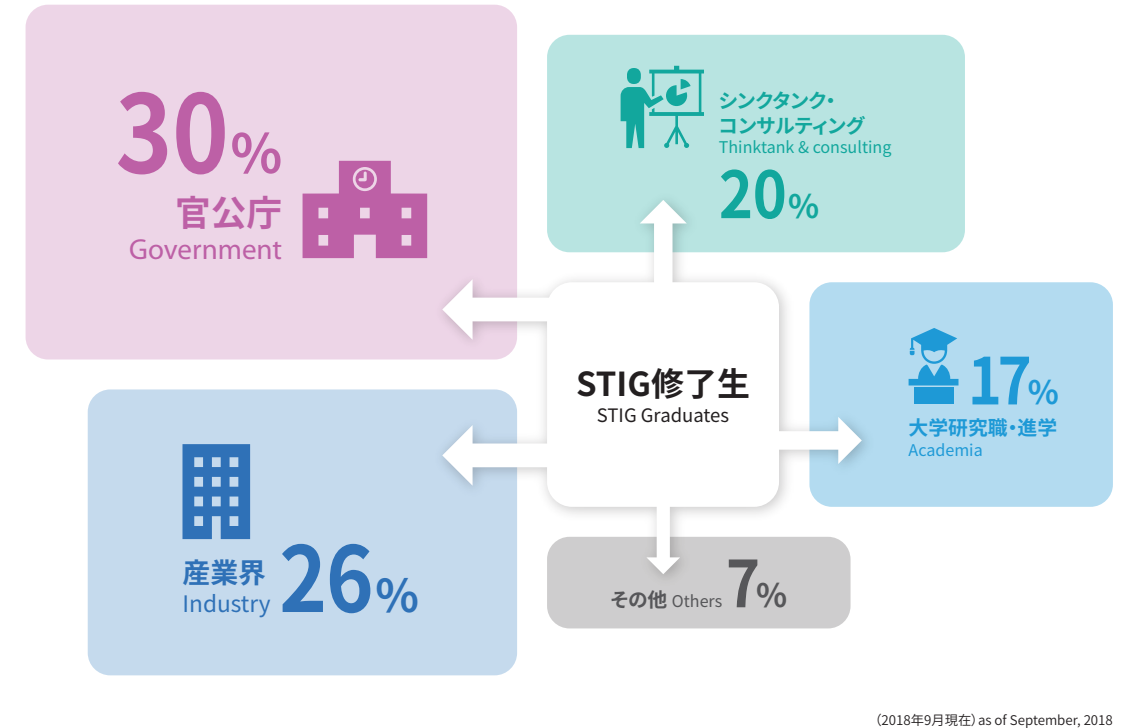 30%
官公庁
Government
シンクタンク・
コンサルティング
Thinktank & consulting
20%
STIG修了生
STIG Graduates
17%
大学研究職・進学
Academia
産業界
Industry 26%
その他 Others 7%
（2018年9月現在）as of September, 2018